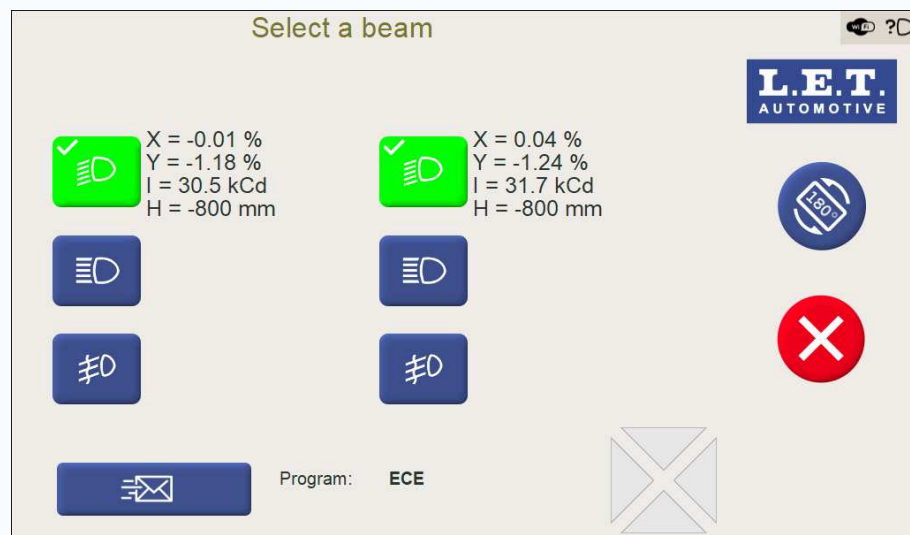 Select a beam
WiFi ?
L.E.T.
AUTOMOTIVE
X = -0.01 %
Y = -1.18 %
I = 30.5 kCd
H = -800 mm
X = 0.04 %
Y = -1.24 %
I = 31.7 kCd
H = -800 mm
180°
Program: ECE